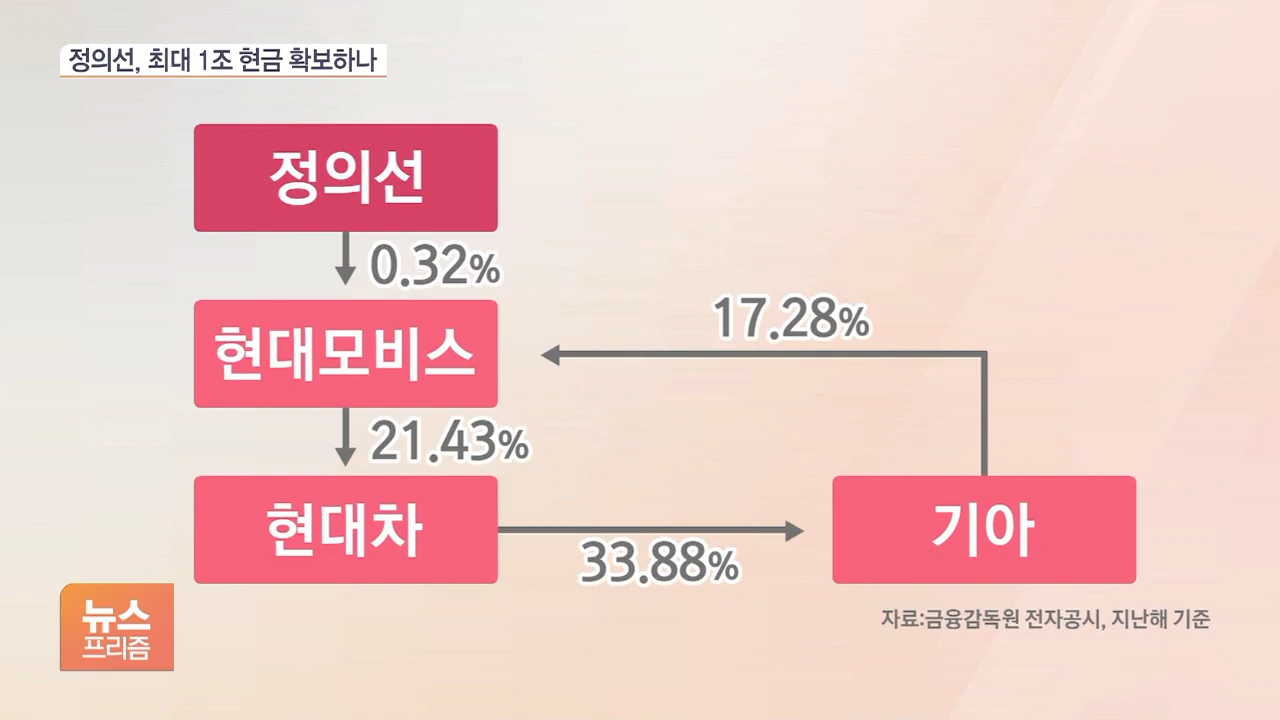 정의선, 최대 1조 현금 확보하나
정의선
0.32%
17.28%
현대모비스
21.43%
현대차
기아
33.88%
자료:금융감독원 전자공시, 지난해 기준
뉴스
프리즘